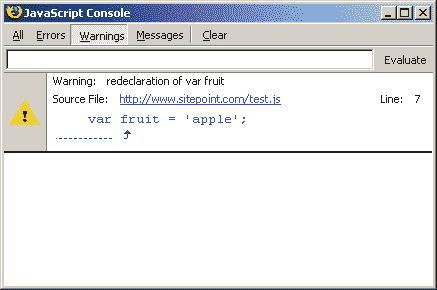 JavaScript Console
All Errors Warnings Messages Clear
Evaluate
Warning: redeclaration of var fruit
Source File: http://www.sitepoint.com/test.js Line: 7
var fruit = 'apple';